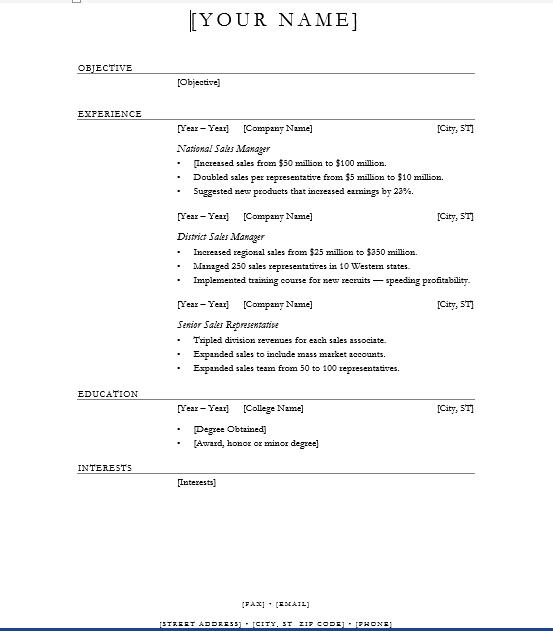 [YOUR NAME]
OBJECTIVE
[Objective]
EXPERIENCE
[Year – Year] [Company Name] [City, ST]
National Sales Manager
• [Increased sales from $50 million to $100 million.
• Doubled sales per representative from $5 million to $10 million.
• Suggested new products that increased earnings by 23%.
[Year – Year] [Company Name] [City, ST]
District Sales Manager
• Increased regional sales from $25 million to $350 million.
• Managed 250 sales representatives in 10 Western states.
• Implemented training course for new recruits — speeding profitability.
[Year – Year] [Company Name] [City, ST]
Senior Sales Representative
• Tripled division revenues for each sales associate.
• Expanded sales to include mass market accounts.
• Expanded sales team from 50 to 100 representatives.
EDUCATION
[Year – Year] [College Name] [City, ST]
• [Degree Obtained]
• [Award, honor or minor degree]
INTERESTS
[Interests]
[FAX] • [EMAIL]
[STREET ADDRESS] • [CITY, ST ZIP CODE] • [PHONE]